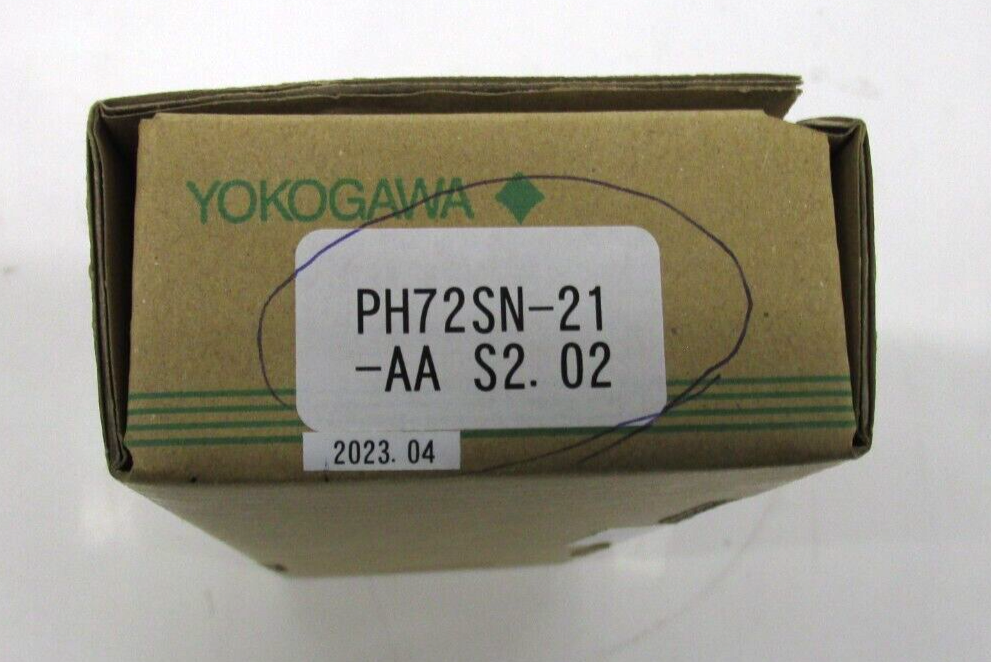 YOKOGAWA
PH72SN-21
-AA S2. 02
2023. 04